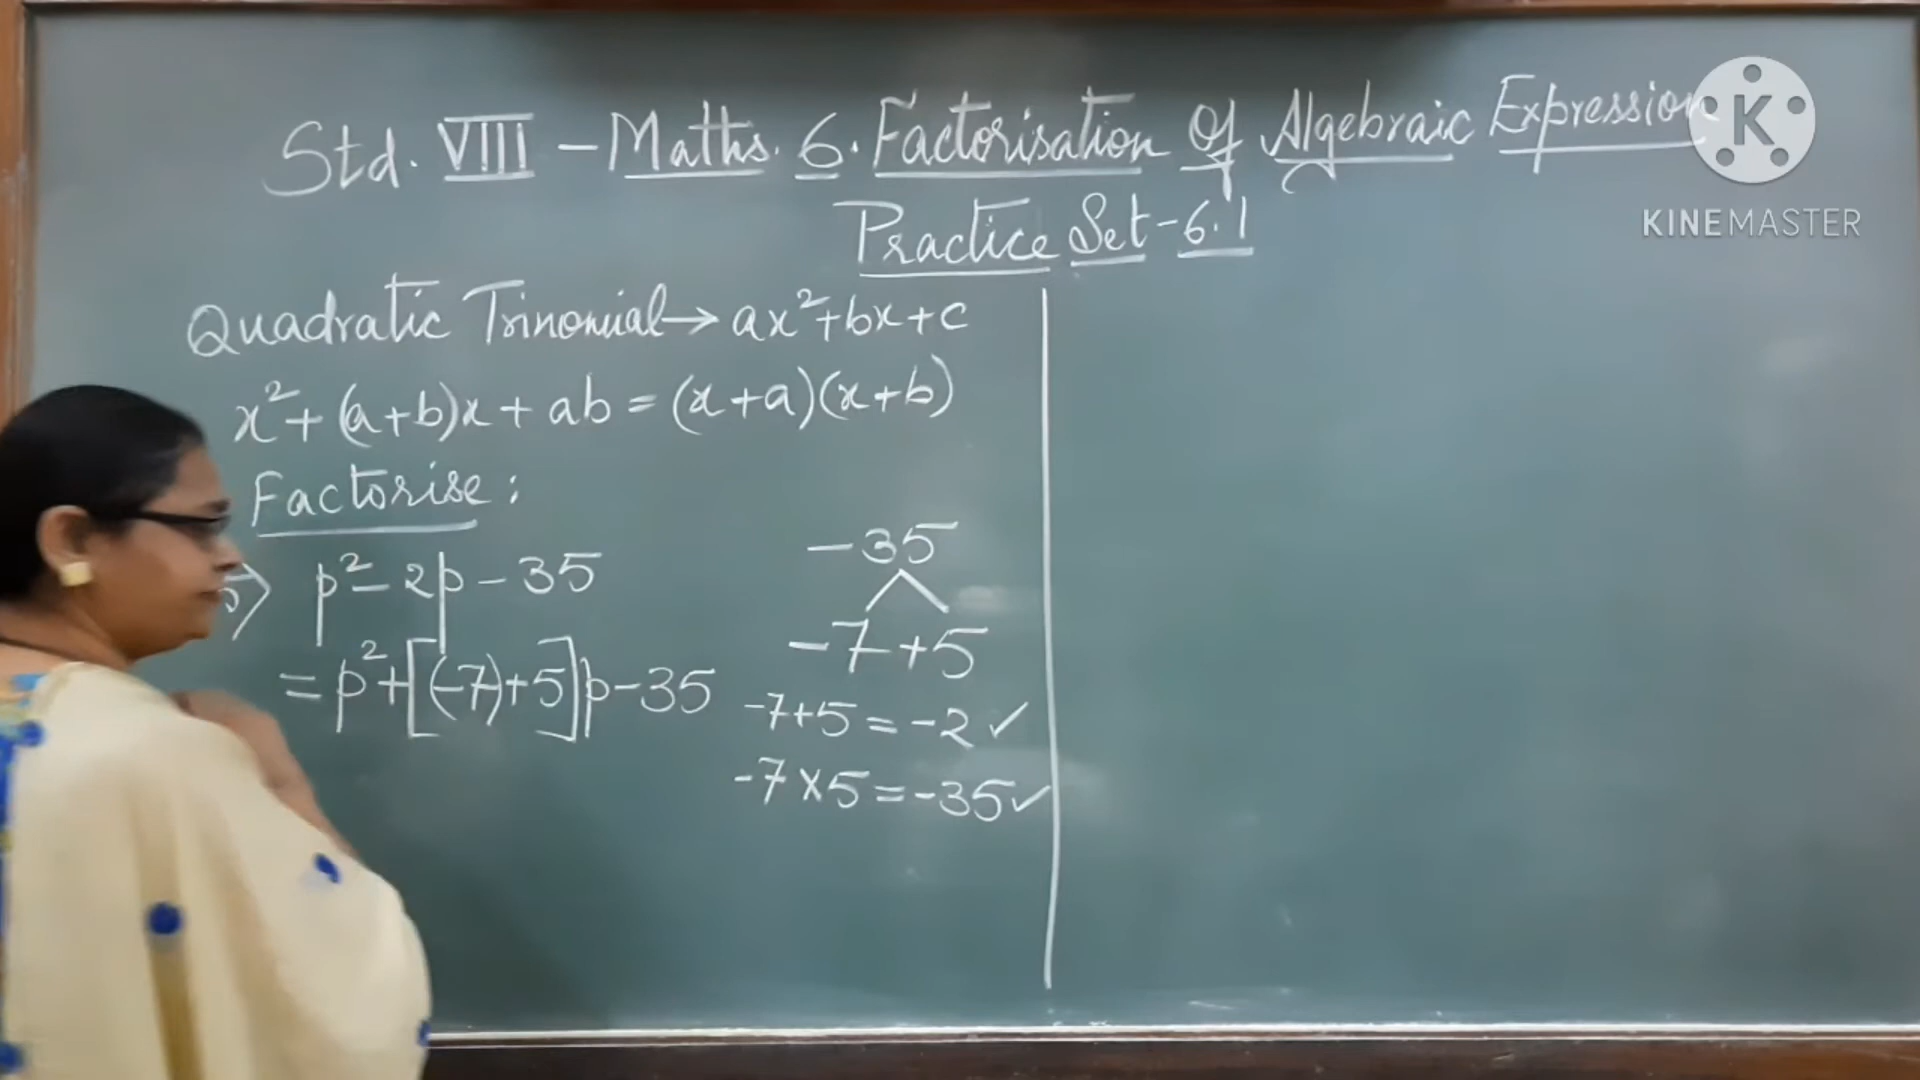 Std. VIII – Maths. 6. Factorisation Of Algebraic Expression
Practice Set - 6.1
Quadratic Trinomial → ax²+bx+c
x² + (a+b)x + ab = (x+a)(x+b)
Factorise :
p² – 2p – 35
= p² + [(-7)+5]p – 35
– 35
– 7 + 5
-7+5 = -2 ✓
-7 × 5 = -35 ✓
K
KINEMASTER